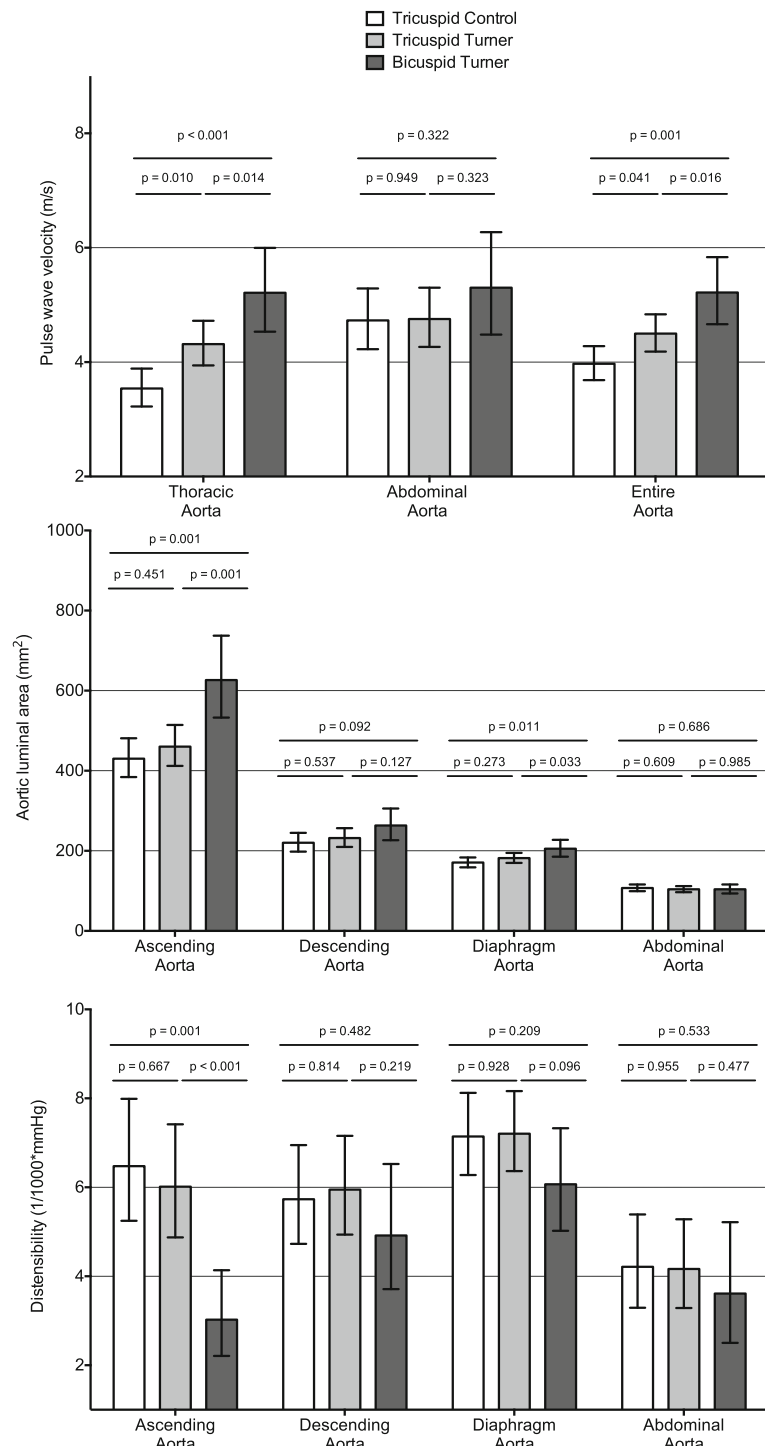 Tricuspid Control
Tricuspid Turner
Bicuspid Turner
Pulse wave velocity (m/s)
8
6
4
2
p < 0.001
p = 0.322
p = 0.001
p = 0.010
p = 0.014
p = 0.949
p = 0.323
p = 0.041
p = 0.016
Thoracic
Aorta
Abdominal
Aorta
Entire
Aorta
Aortic luminal area (mm²)
1000
800
600
400
200
0
p = 0.001
p = 0.451
p = 0.001
p = 0.092
p = 0.011
p = 0.686
p = 0.537
p = 0.127
p = 0.273
p = 0.033
p = 0.609
p = 0.985
Ascending
Aorta
Descending
Aorta
Diaphragm
Aorta
Abdominal
Aorta
Distensibility (1/1000*mmHg)
10
8
6
4
2
p = 0.001
p = 0.482
p = 0.209
p = 0.533
p = 0.667
p < 0.001
p = 0.814
p = 0.219
p = 0.928
p = 0.096
p = 0.955
p = 0.477
Ascending
Aorta
Descending
Aorta
Diaphragm
Aorta
Abdominal
Aorta